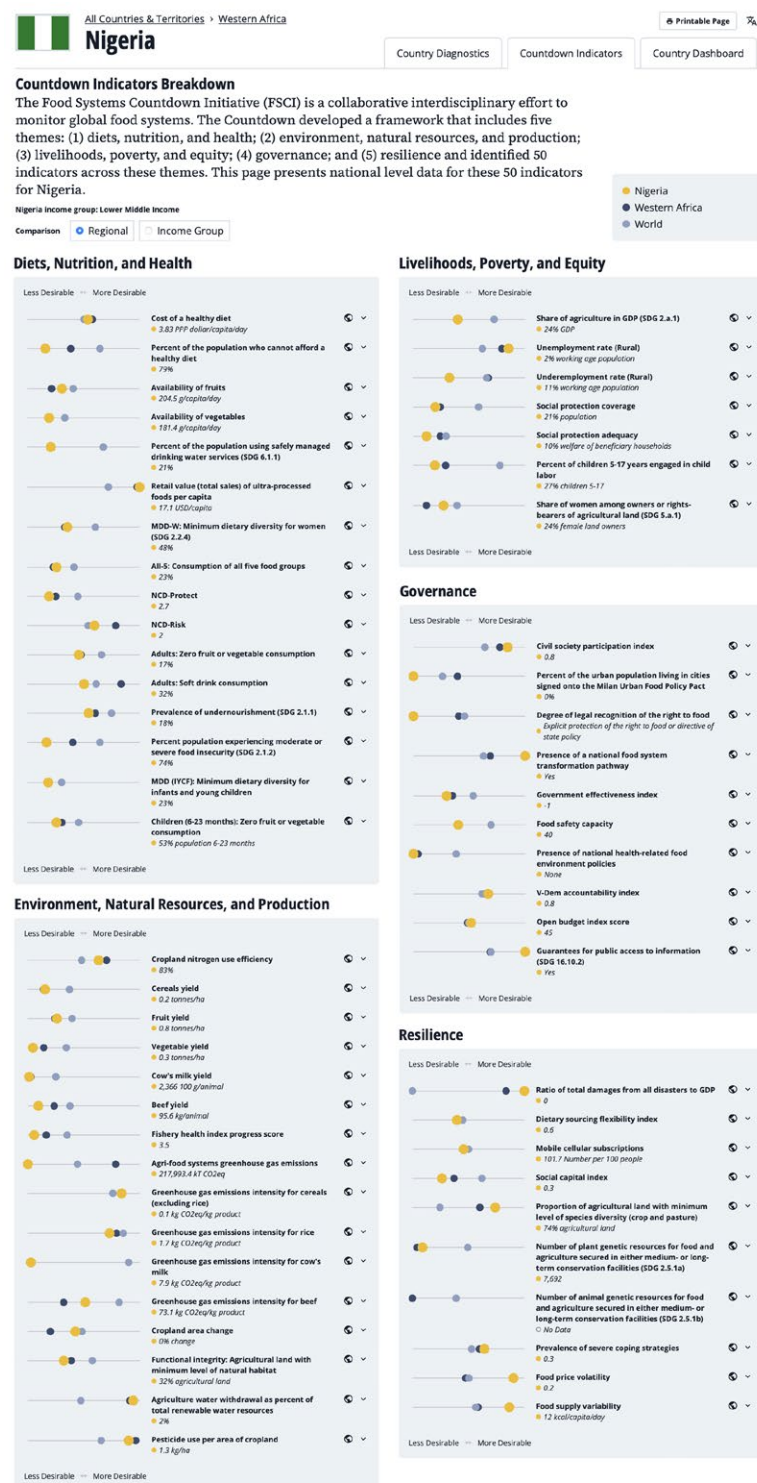 All Countries & Territories › Western Africa
Printable Page
Nigeria
Country Diagnostics
Countdown Indicators
Country Dashboard
Countdown Indicators Breakdown
The Food Systems Countdown Initiative (FSCI) is a collaborative interdisciplinary effort to
monitor global food systems. The Countdown developed a framework that includes five
themes: (1) diets, nutrition, and health; (2) environment, natural resources, and production;
(3) livelihoods, poverty, and equity; (4) governance; and (5) resilience and identified 50
indicators across these themes. This page presents national level data for these 50 indicators
for Nigeria.
Nigeria income group: Lower Middle Income
Comparison
Regional
Income Group
Nigeria
Western Africa
World
Diets, Nutrition, and Health
Less Desirable ↔ More Desirable
Cost of a healthy diet
3.83 PPP dollar/capita/day
Percent of the population who cannot afford a
healthy diet
79%
Availability of fruits
204.5 g/capita/day
Availability of vegetables
181.4 g/capita/day
Percent of the population using safely managed
drinking water services (SDG 6.1.1)
21%
Retail value (total sales) of ultra-processed
foods per capita
17.1 USD/capita
MDD-W: Minimum dietary diversity for women
(SDG 2.2.4)
48%
All-5: Consumption of all five food groups
23%
NCD-Protect
2.7
NCD-Risk
2
Adults: Zero fruit or vegetable consumption
17%
Adults: Soft drink consumption
32%
Prevalence of undernourishment (SDG 2.1.1)
18%
Percent population experiencing moderate or
severe food insecurity (SDG 2.1.2)
74%
MDD (IYCF): Minimum dietary diversity for
infants and young children
23%
Children (6-23 months): Zero fruit or vegetable
consumption
53% population 6-23 months
Less Desirable ↔ More Desirable
Environment, Natural Resources, and Production
Less Desirable ↔ More Desirable
Cropland nitrogen use efficiency
83%
Cereals yield
0.2 tonnes/ha
Fruit yield
0.8 tonnes/ha
Vegetable yield
0.3 tonnes/ha
Cow's milk yield
2,366 100 g/animal
Beef yield
95.6 kg/animal
Fishery health index progress score
3.5
Agri-food systems greenhouse gas emissions
217,993.4 kT CO2eq
Greenhouse gas emissions intensity for cereals
(excluding rice)
0.1 kg CO2eq/kg product
Greenhouse gas emissions intensity for rice
1.7 kg CO2eq/kg product
Greenhouse gas emissions intensity for cow's
milk
7.9 kg CO2eq/kg product
Greenhouse gas emissions intensity for beef
73.1 kg CO2eq/kg product
Cropland area change
0% change
Functional integrity: Agricultural land with
minimum level of natural habitat
32% agricultural land
Agriculture water withdrawal as percent of
total renewable water resources
2%
Pesticide use per area of cropland
1.3 kg/ha
Less Desirable ↔ More Desirable
Livelihoods, Poverty, and Equity
Less Desirable ↔ More Desirable
Share of agriculture in GDP (SDG 2.a.1)
24% GDP
Unemployment rate (Rural)
2% working age population
Underemployment rate (Rural)
11% working age population
Social protection coverage
21% population
Social protection adequacy
10% welfare of beneficiary households
Percent of children 5-17 years engaged in child
labor
27% children 5-17
Share of women among owners or rights-
bearers of agricultural land (SDG 5.a.1)
24% female land owners
Less Desirable ↔ More Desirable
Governance
Less Desirable ↔ More Desirable
Civil society participation index
0.8
Percent of the urban population living in cities
signed onto the Milan Urban Food Policy Pact
0%
Degree of legal recognition of the right to food
Explicit protection of the right to food or directive of
state policy
Presence of a national food system
transformation pathway
Yes
Government effectiveness index
-1
Food safety capacity
40
Presence of national health-related food
environment policies
None
V-Dem accountability index
0.8
Open budget index score
45
Guarantees for public access to information
(SDG 16.10.2)
Yes
Less Desirable ↔ More Desirable
Resilience
Less Desirable ↔ More Desirable
Ratio of total damages from all disasters to GDP
0
Dietary sourcing flexibility index
0.6
Mobile cellular subscriptions
101.7 Number per 100 people
Social capital index
0.3
Proportion of agricultural land with minimum
level of species diversity (crop and pasture)
74% agricultural land
Number of plant genetic resources for food and
agriculture secured in either medium- or long-
term conservation facilities (SDG 2.5.1a)
7,692
Number of animal genetic resources for food
and agriculture secured in either medium- or
long-term conservation facilities (SDG 2.5.1b)
No Data
Prevalence of severe coping strategies
0.3
Food price volatility
0.2
Food supply variability
12 kcal/capita/day
Less Desirable ↔ More Desirable